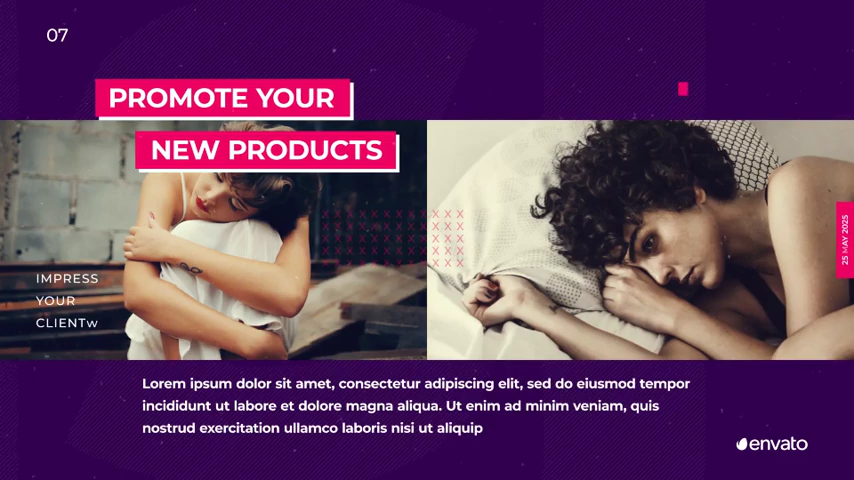 07
PROMOTE YOUR
NEW PRODUCTS
IMPRESS
YOUR
CLIENTw
25 MAY 2025
Lorem ipsum dolor sit amet, consectetur adipiscing elit, sed do eiusmod tempor
incididunt ut labore et dolore magna aliqua. Ut enim ad minim veniam, quis
nostrud exercitation ullamco laboris nisi ut aliquip
envato